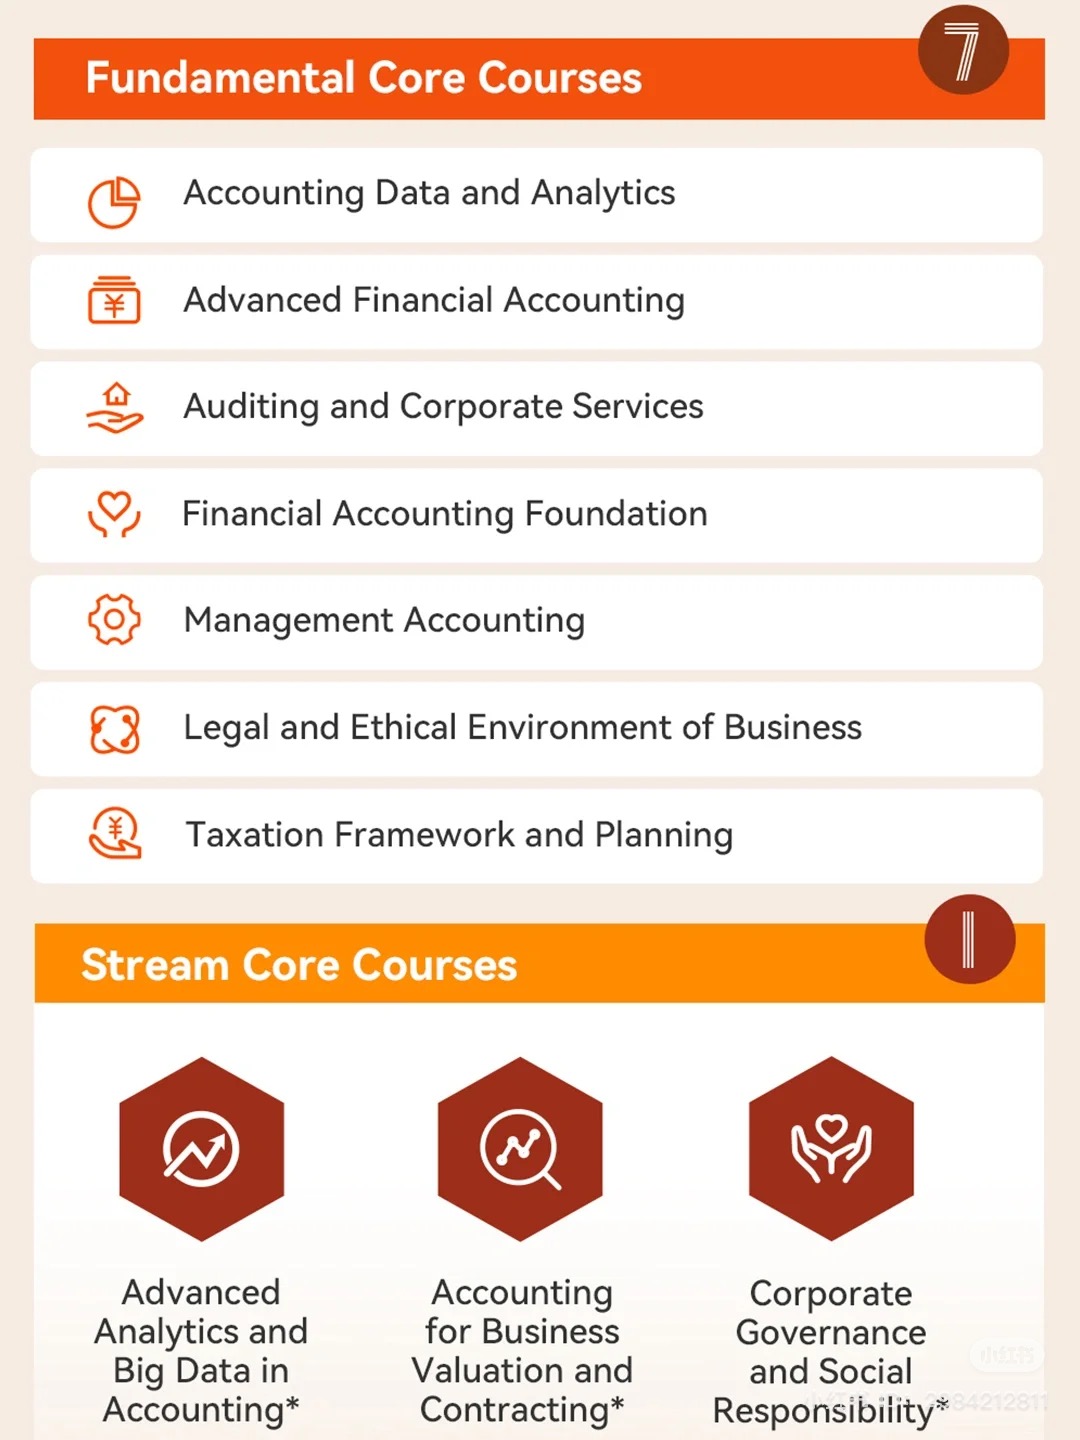 7
Fundamental Core Courses
Accounting Data and Analytics
Advanced Financial Accounting
Auditing and Corporate Services
Financial Accounting Foundation
Management Accounting
Legal and Ethical Environment of Business
Taxation Framework and Planning
1
Stream Core Courses
Advanced
Analytics and
Big Data in
Accounting*
Accounting
for Business
Valuation and
Contracting*
Corporate
Governance
and Social
Responsibility*
小红书